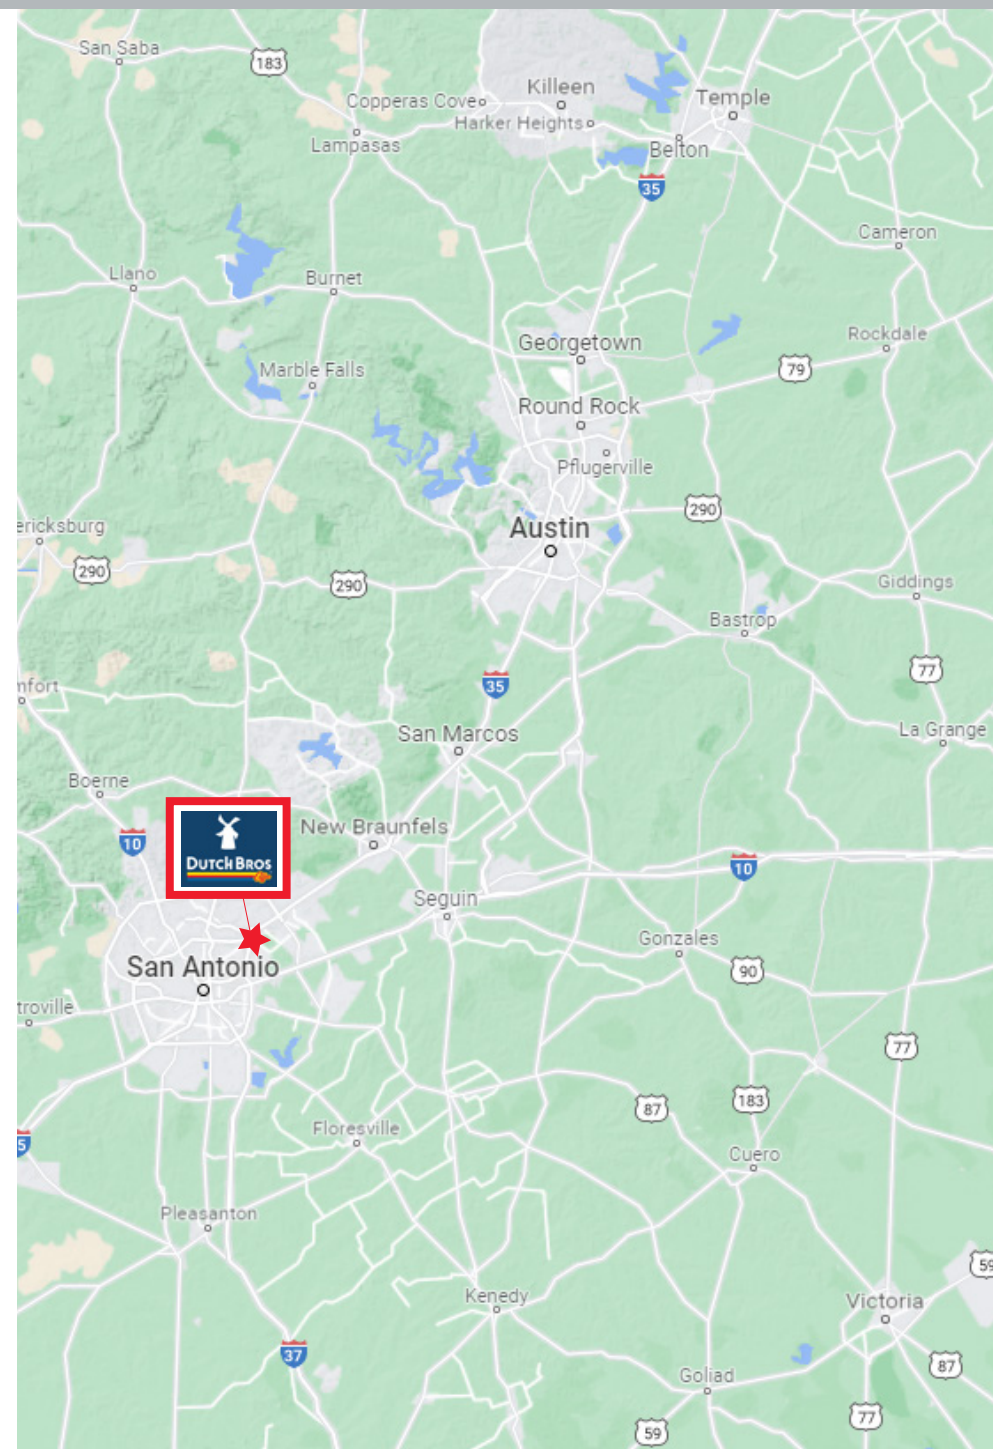 San Saba
183
Killeen
Copperas Cove
Temple
Harker Heights
Lampasas
Belton
35
Cameron
Llano
Burnet
Rockdale
Georgetown
Marble Falls
79
Round Rock
Pflugerville
290
ericksburg
Austin
290
290
Giddings
Bastrop
77
mfort
35
San Marcos
La Grange
Boerne
New Braunfels
10
DUTCH BROS
10
Seguin
Gonzales
San Antonio
90
troville
77
87
183
Floresville
5
Cuero
Pleasanton
59
Kenedy
Victoria
37
87
Goliad
77
59